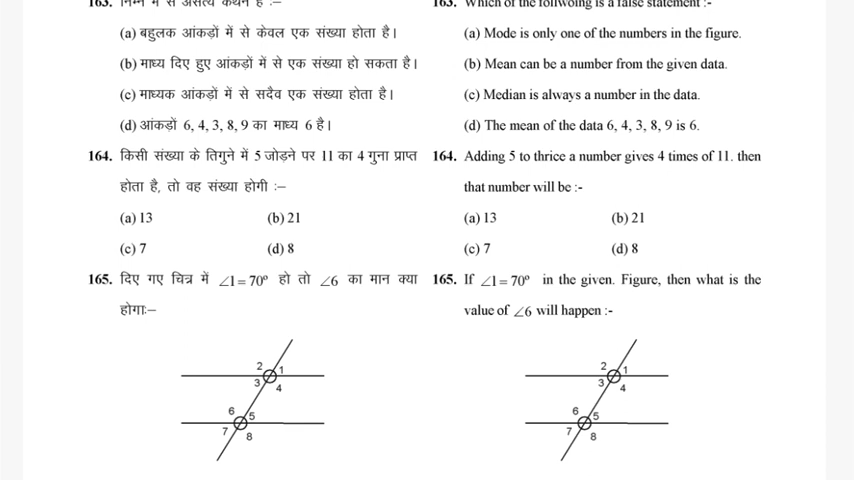 163. निम्न में से असत्य कथन है :–
(a) बहुलक आंकड़ों में से केवल एक संख्या होता है।
(b) माध्य दिए हुए आंकड़ों में से एक संख्या हो सकता है।
(c) माध्यक आंकड़ों में से सदैव एक संख्या होता है।
(d) आंकड़ों 6, 4, 3, 8, 9 का माध्य 6 है।
164. किसी संख्या के तिगुने में 5 जोड़ने पर 11 का 4 गुना प्राप्त
होता है, तो वह संख्या होगी :–
(a) 13 (b) 21
(c) 7 (d) 8
165. दिए गए चित्र में ∠1=70° हो तो ∠6 का मान क्या
होगा:–
2 1
3 4
6 5
7 8
163. Which of the follwoing is a false statement :-
(a) Mode is only one of the numbers in the figure.
(b) Mean can be a number from the given data.
(c) Median is always a number in the data.
(d) The mean of the data 6, 4, 3, 8, 9 is 6.
164. Adding 5 to thrice a number gives 4 times of 11. then
that number will be :-
(a) 13 (b) 21
(c) 7 (d) 8
165. If ∠1=70° in the given. Figure, then what is the
value of ∠6 will happen :-
2 1
3 4
6 5
7 8